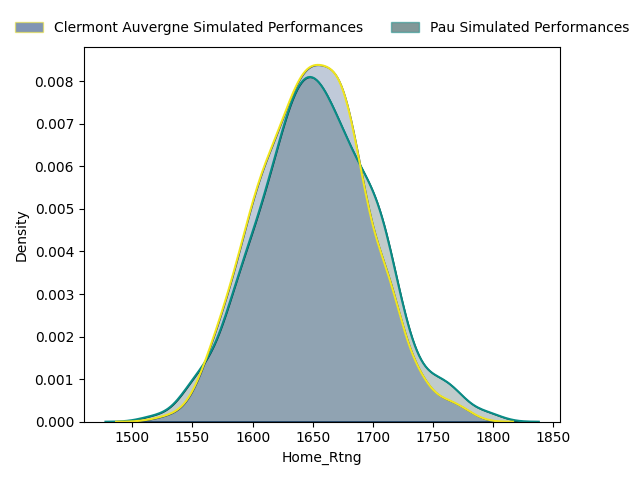 Clermont Auvergne Simulated Performances Pau Simulated Performances
0.008
0.007
0.006
0.005
0.004
0.003
0.002
0.001
0.000
Density
1500 1550 1600 1650 1700 1750 1800 1850
Home_Rtng